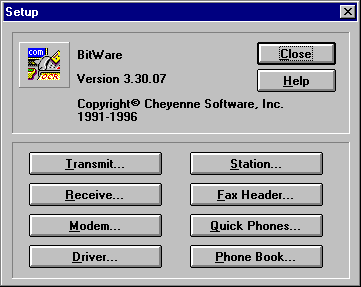 Setup
com
BitWare
Close
Version 3.30.07
Help
Copyright© Cheyenne Software, Inc.
1991-1996
Transmit...
Station...
Receive...
Fax Header...
Modem...
Quick Phones...
Driver...
Phone Book...